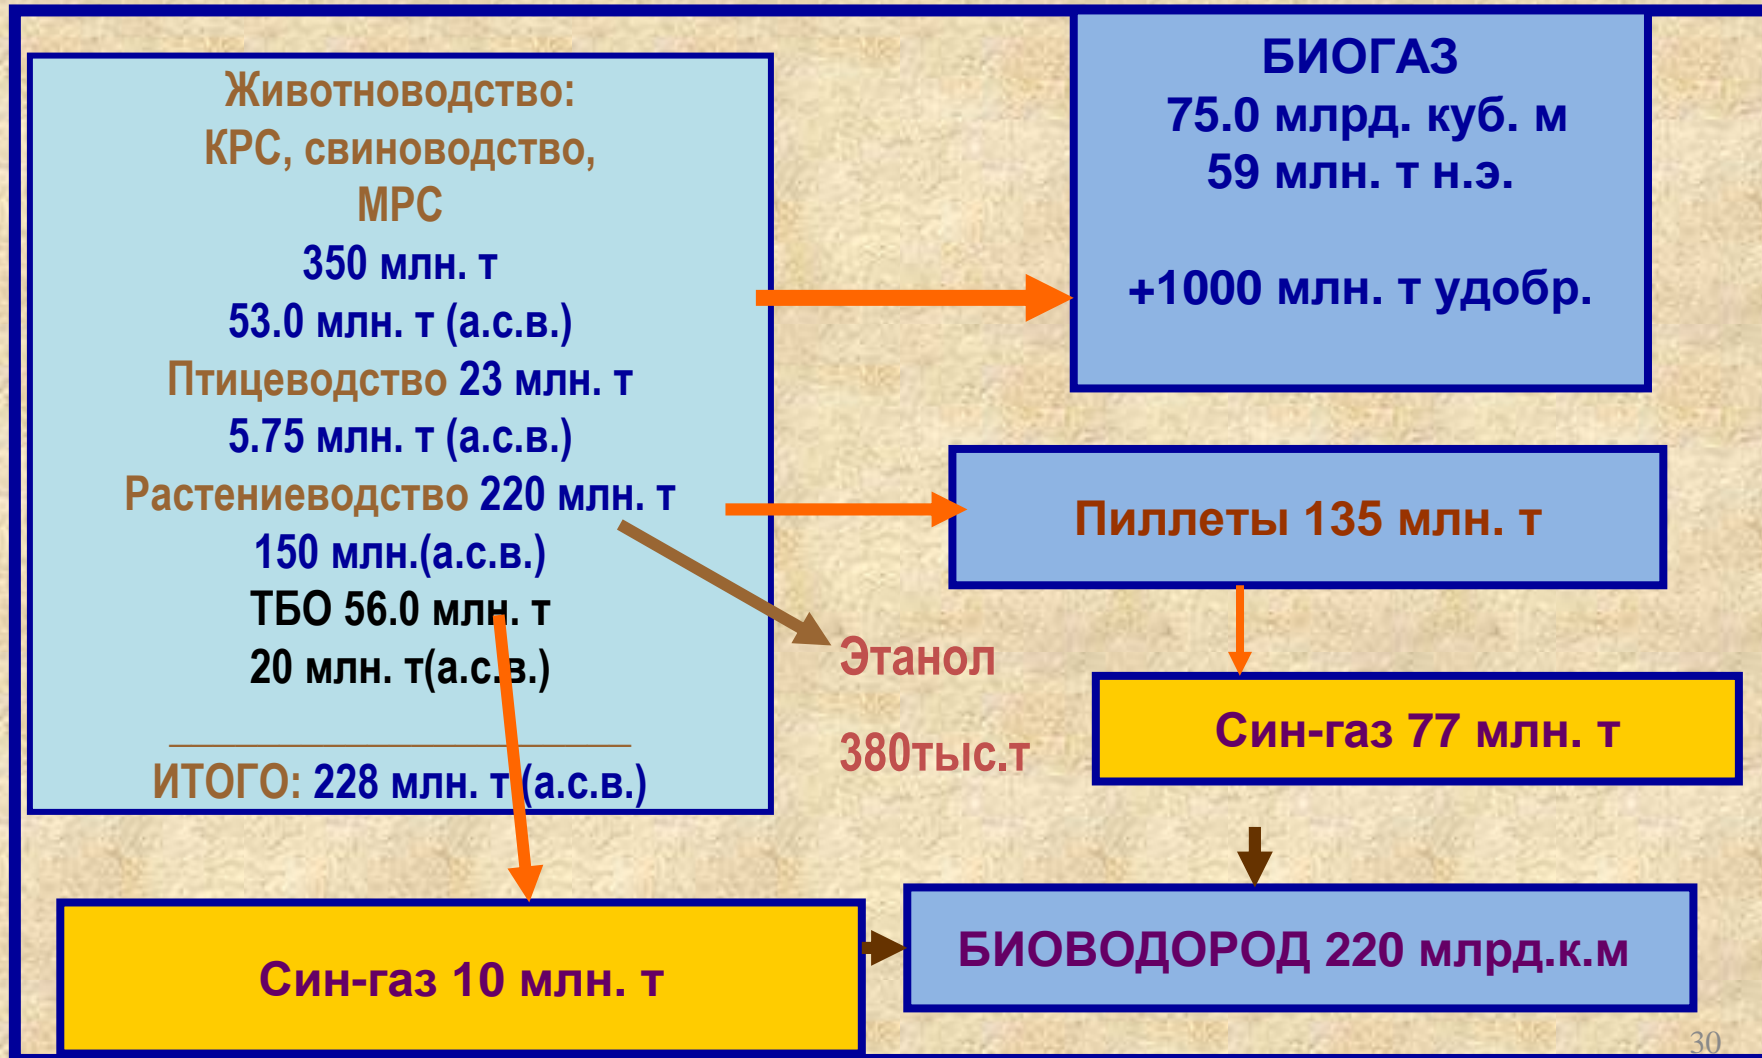 Животноводство:
КРС, свиноводство,
МРС
350 млн. т
53.0 млн. т (а.с.в.)
Птицеводство 23 млн. т
5.75 млн. т (а.с.в.)
Растениеводство 220 млн. т
150 млн.(а.с.в.)
ТБО 56.0 млн. т
20 млн. т(а.с.в.)
ИТОГО: 228 млн. т (а.с.в.)
БИОГАЗ
75.0 млрд. куб. м
59 млн. т н.э.
+1000 млн. т удобр.
Пиллеты 135 млн. т
Этанол
380тыс.т
Син-газ 77 млн. т
Син-газ 10 млн. т
БИОВОДОРОД 220 млрд.к.м
30